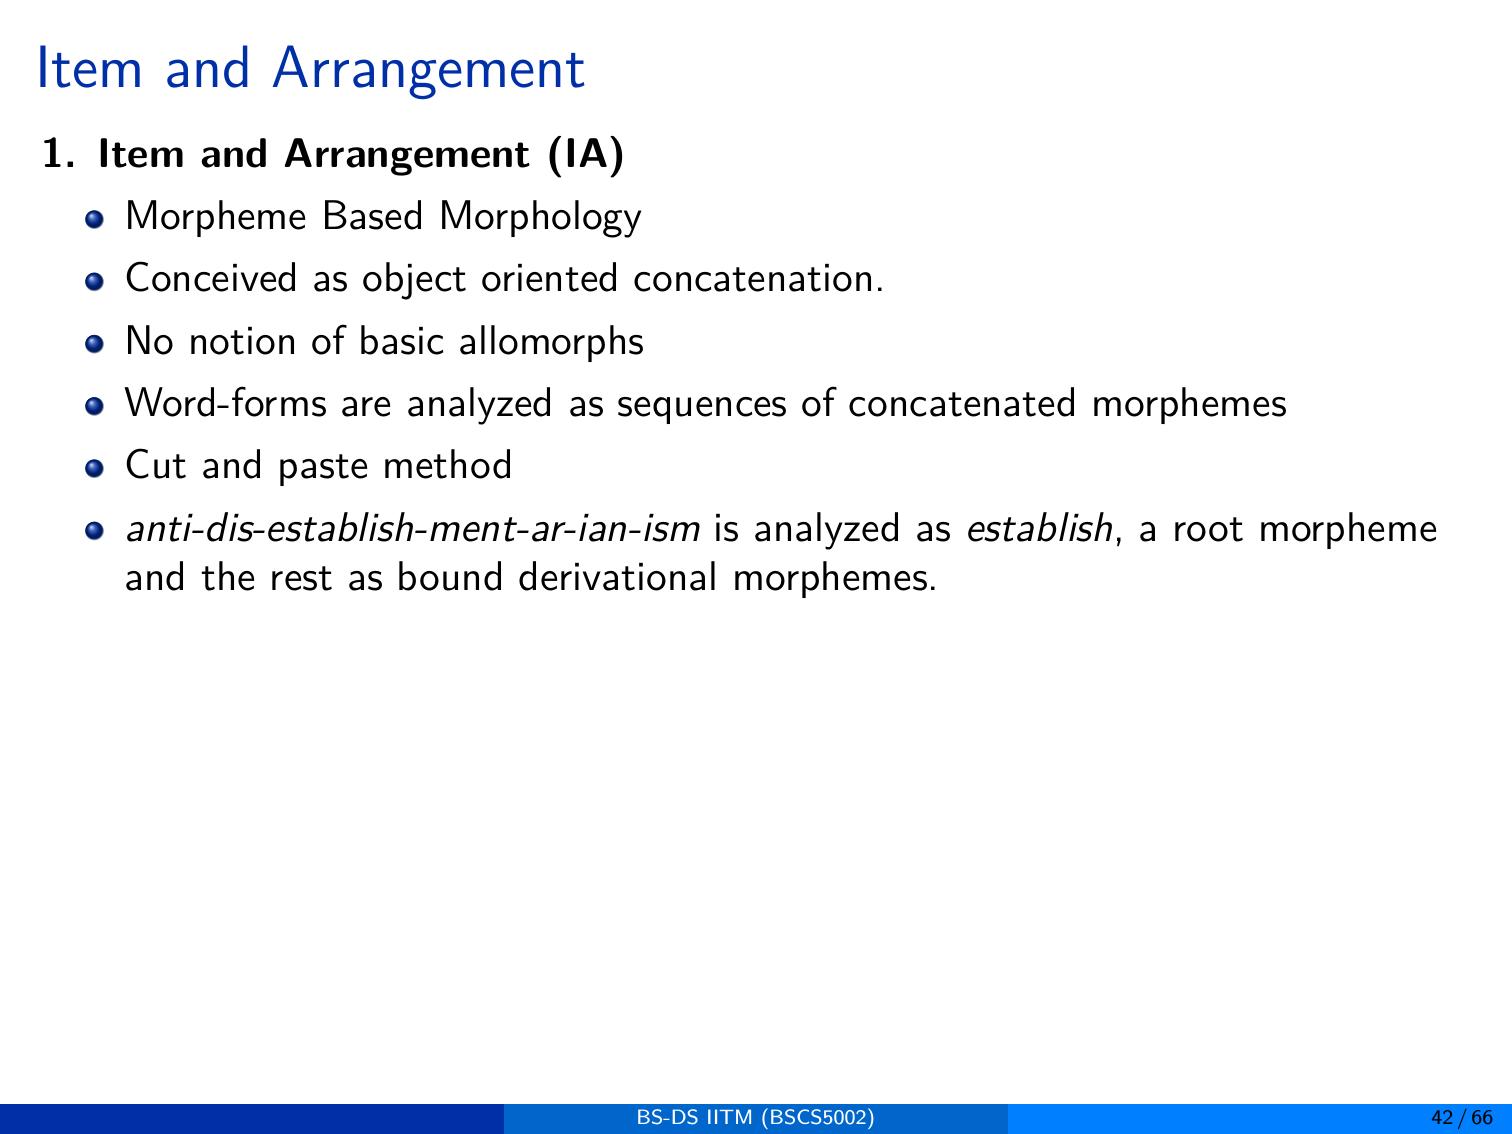 Item and Arrangement
1. Item and Arrangement (IA)
Morpheme Based Morphology
Conceived as object oriented concatenation.
No notion of basic allomorphs
Word-forms are analyzed as sequences of concatenated morphemes
Cut and paste method
anti-dis-establish-ment-ar-ian-ism is analyzed as establish, a root morpheme
and the rest as bound derivational morphemes.
BS-DS IITM (BSCS5002)
42 / 66